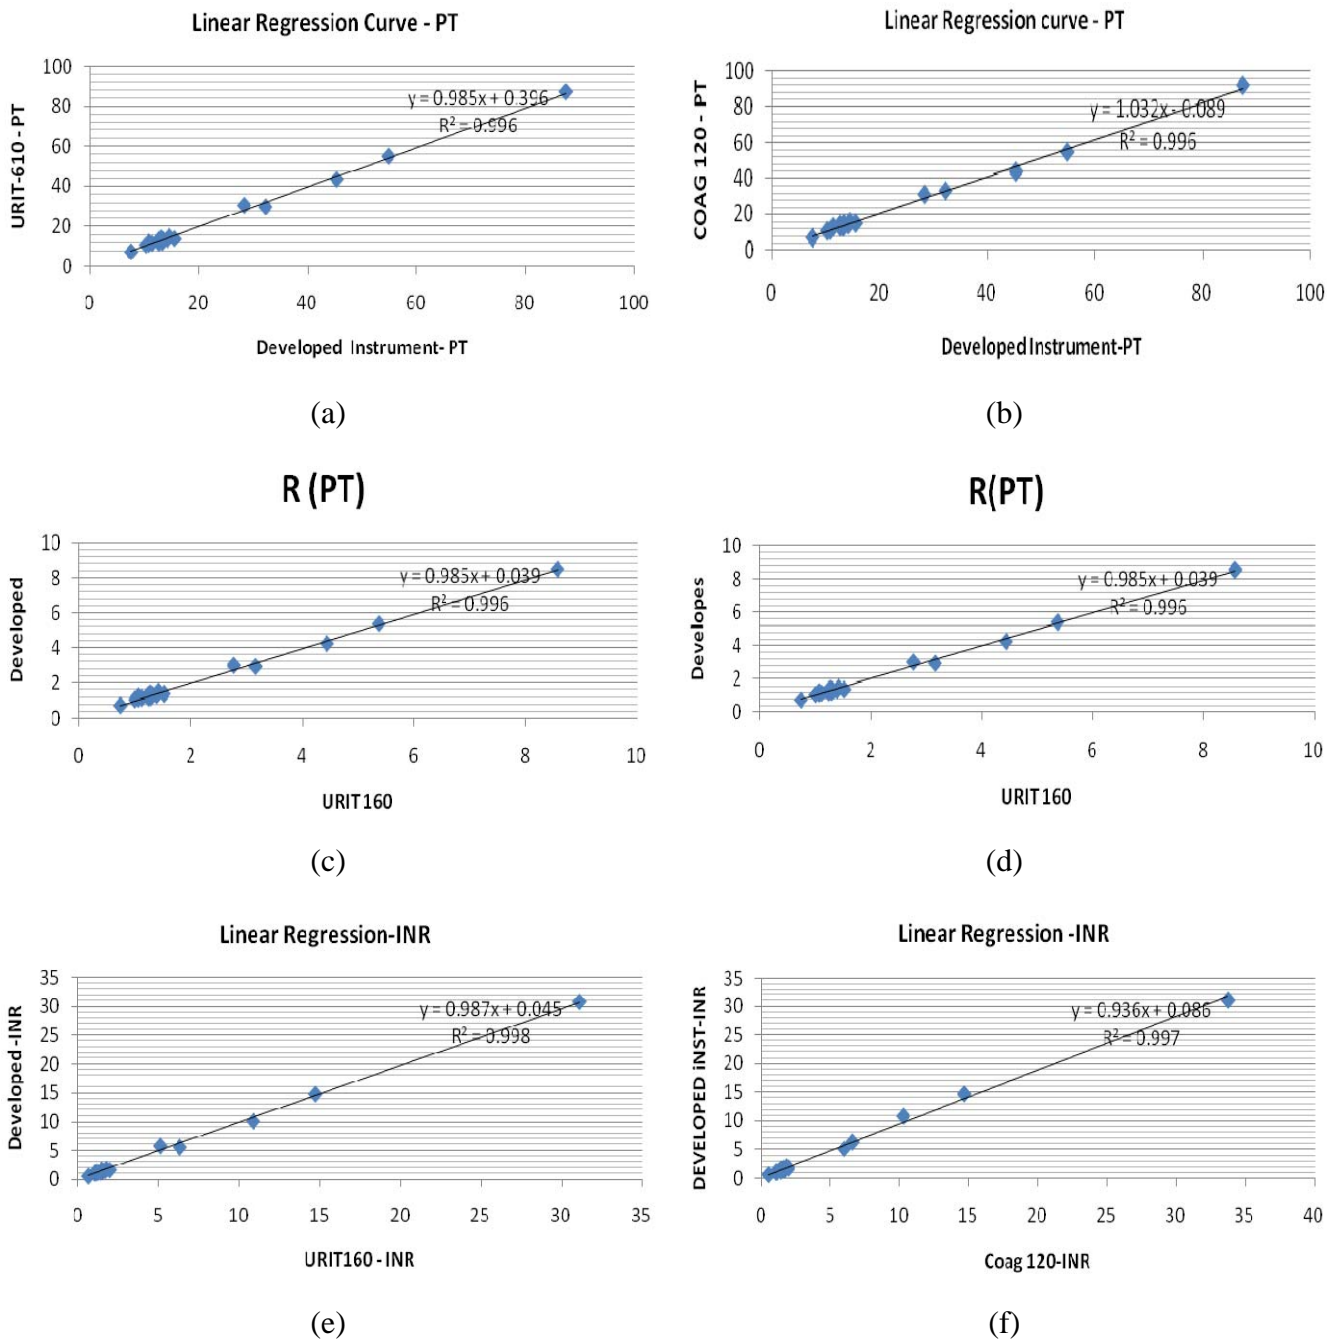 Linear Regression Curve - PT
100
80
60
40
20
0
y = 0.985x + 0.396
R² = 0.996
URIT-610 - PT
0 20 40 60 80 100
Developed Instrument- PT
(a)
Linear Regression curve - PT
100
80
60
40
20
0
y = 1.032x - 0.089
R² = 0.996
COAG 120 - PT
0 20 40 60 80 100
Developed Instrument-PT
(b)
R (PT)
10
8
6
4
2
0
y = 0.985x + 0.039
R² = 0.996
Developed
0 2 4 6 8 10
URIT160
(c)
R(PT)
10
8
6
4
2
0
y = 0.985x + 0.039
R² = 0.996
Developes
0 2 4 6 8 10
URIT160
(d)
Linear Regression-INR
35
30
25
20
15
10
5
0
y = 0.987x + 0.045
R² = 0.998
Developed -INR
0 5 10 15 20 25 30 35
URIT160 - INR
(e)
Linear Regression -INR
35
30
25
20
15
10
5
0
y = 0.936x + 0.086
R² = 0.997
DEVELOPED iNST-INR
0 5 10 15 20 25 30 35 40
Coag 120-INR
(f)